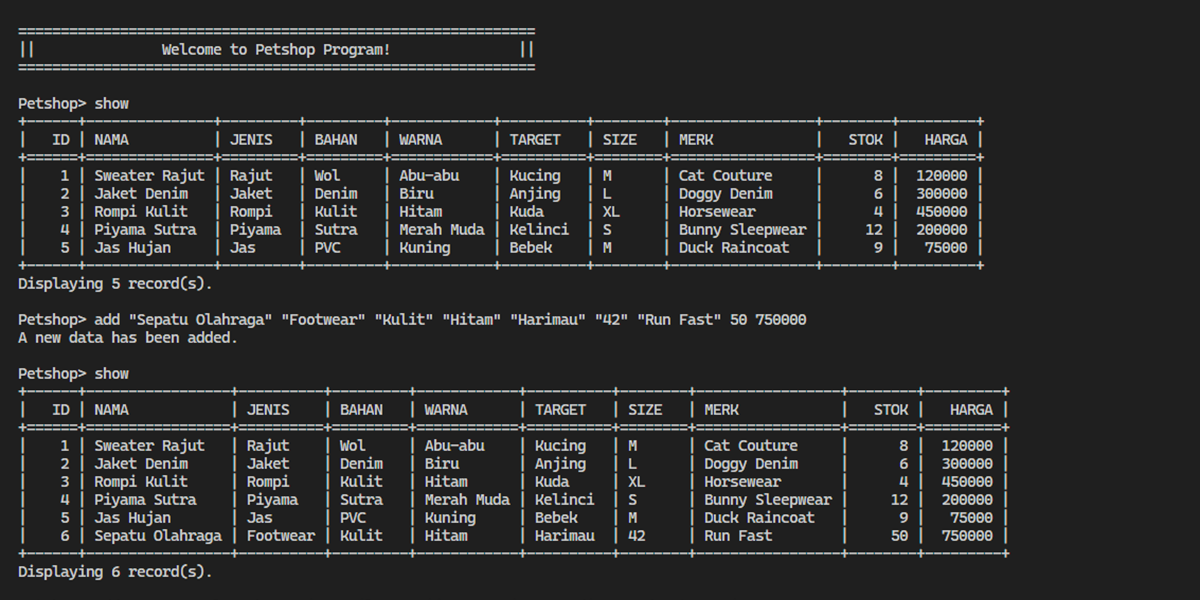 ============================================================
||               Welcome to Petshop Program!              ||
============================================================
Petshop> show
+------+---------------+---------+---------+------------+----------+--------+-----------------+--------+---------+
|   ID | NAMA          | JENIS   | BAHAN   | WARNA      | TARGET   | SIZE   | MERK            |   STOK |   HARGA |
+======+===============+=========+=========+============+==========+========+=================+========+=========+
|    1 | Sweater Rajut | Rajut   | Wol     | Abu-abu    | Kucing   | M      | Cat Couture     |      8 |  120000 |
|    2 | Jaket Denim   | Jaket   | Denim   | Biru       | Anjing   | L      | Doggy Denim     |      6 |  300000 |
|    3 | Rompi Kulit   | Rompi   | Kulit   | Hitam      | Kuda     | XL     | Horsewear       |      4 |  450000 |
|    4 | Piyama Sutra  | Piyama  | Sutra   | Merah Muda | Kelinci  | S      | Bunny Sleepwear |     12 |  200000 |
|    5 | Jas Hujan     | Jas     | PVC     | Kuning     | Bebek    | M      | Duck Raincoat   |      9 |   75000 |
+------+---------------+---------+---------+------------+----------+--------+-----------------+--------+---------+
Displaying 5 record(s).
Petshop> add "Sepatu Olahraga" "Footwear" "Kulit" "Hitam" "Harimau" "42" "Run Fast" 50 750000
A new data has been added.
Petshop> show
+------+-----------------+----------+---------+------------+----------+--------+-----------------+--------+---------+
|   ID | NAMA            | JENIS    | BAHAN   | WARNA      | TARGET   | SIZE   | MERK            |   STOK |   HARGA |
+======+=================+==========+=========+============+==========+========+=================+========+=========+
|    1 | Sweater Rajut   | Rajut    | Wol     | Abu-abu    | Kucing   | M      | Cat Couture     |      8 |  120000 |
|    2 | Jaket Denim     | Jaket    | Denim   | Biru       | Anjing   | L      | Doggy Denim     |      6 |  300000 |
|    3 | Rompi Kulit     | Rompi    | Kulit   | Hitam      | Kuda     | XL     | Horsewear       |      4 |  450000 |
|    4 | Piyama Sutra    | Piyama   | Sutra   | Merah Muda | Kelinci  | S      | Bunny Sleepwear |     12 |  200000 |
|    5 | Jas Hujan       | Jas      | PVC     | Kuning     | Bebek    | M      | Duck Raincoat   |      9 |   75000 |
|    6 | Sepatu Olahraga | Footwear | Kulit   | Hitam      | Harimau  | 42     | Run Fast        |     50 |  750000 |
+------+-----------------+----------+---------+------------+----------+--------+-----------------+--------+---------+
Displaying 6 record(s).